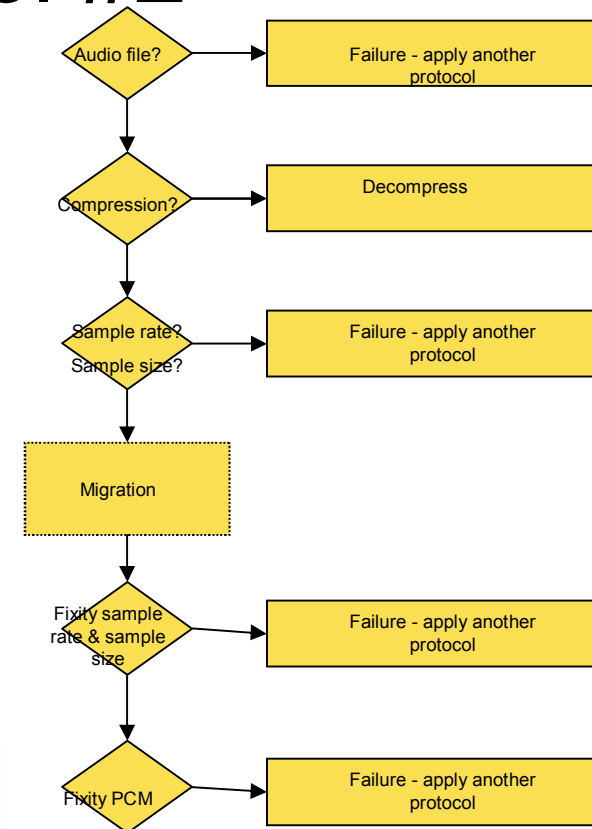 Audio file?
Failure - apply another
protocol
Compression?
Decompress
Sample rate?
Sample size?
Failure - apply another
protocol
Migration
Fixity sample
rate & sample
size
Failure - apply another
protocol
Fixity PCM
Failure - apply another
protocol